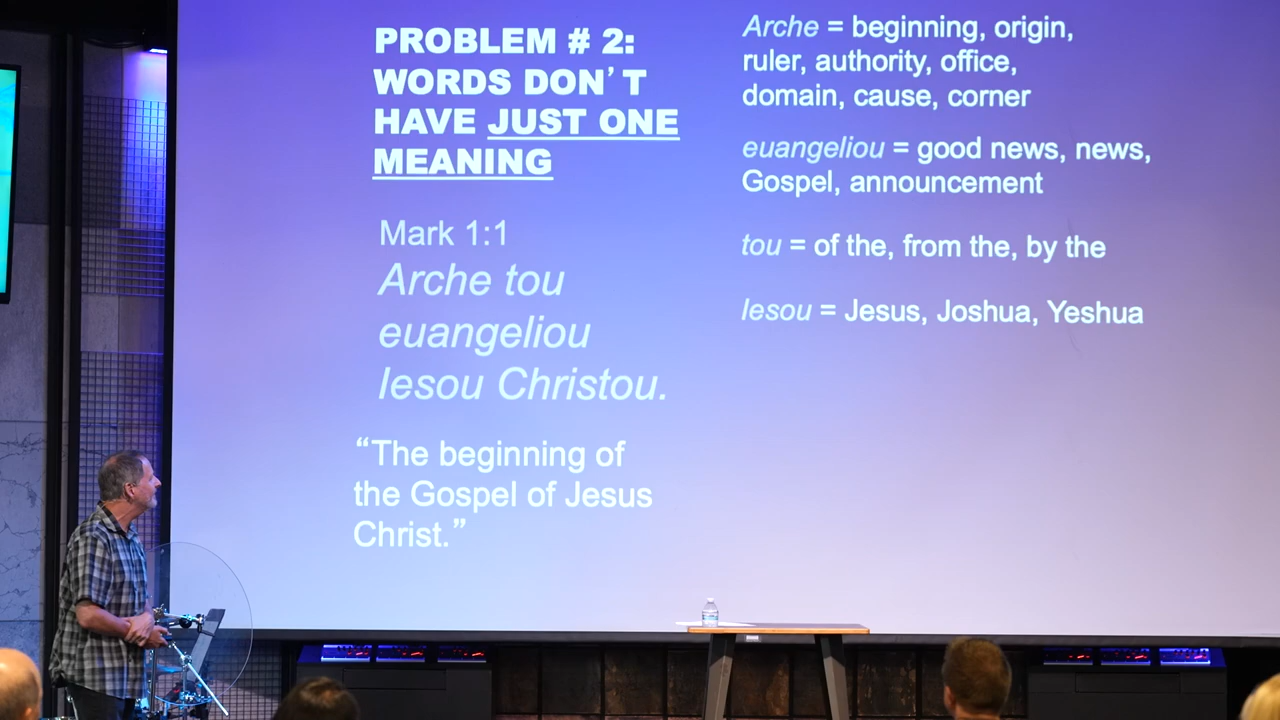 PROBLEM # 2:
WORDS DON'T
HAVE JUST ONE
MEANING
Mark 1:1
Arche tou
euangeliou
Iesou Christou.
“The beginning of
the Gospel of Jesus
Christ.”
Arche = beginning, origin,
ruler, authority, office,
domain, cause, corner
euangeliou = good news, news,
Gospel, announcement
tou = of the, from the, by the
Iesou = Jesus, Joshua, Yeshua